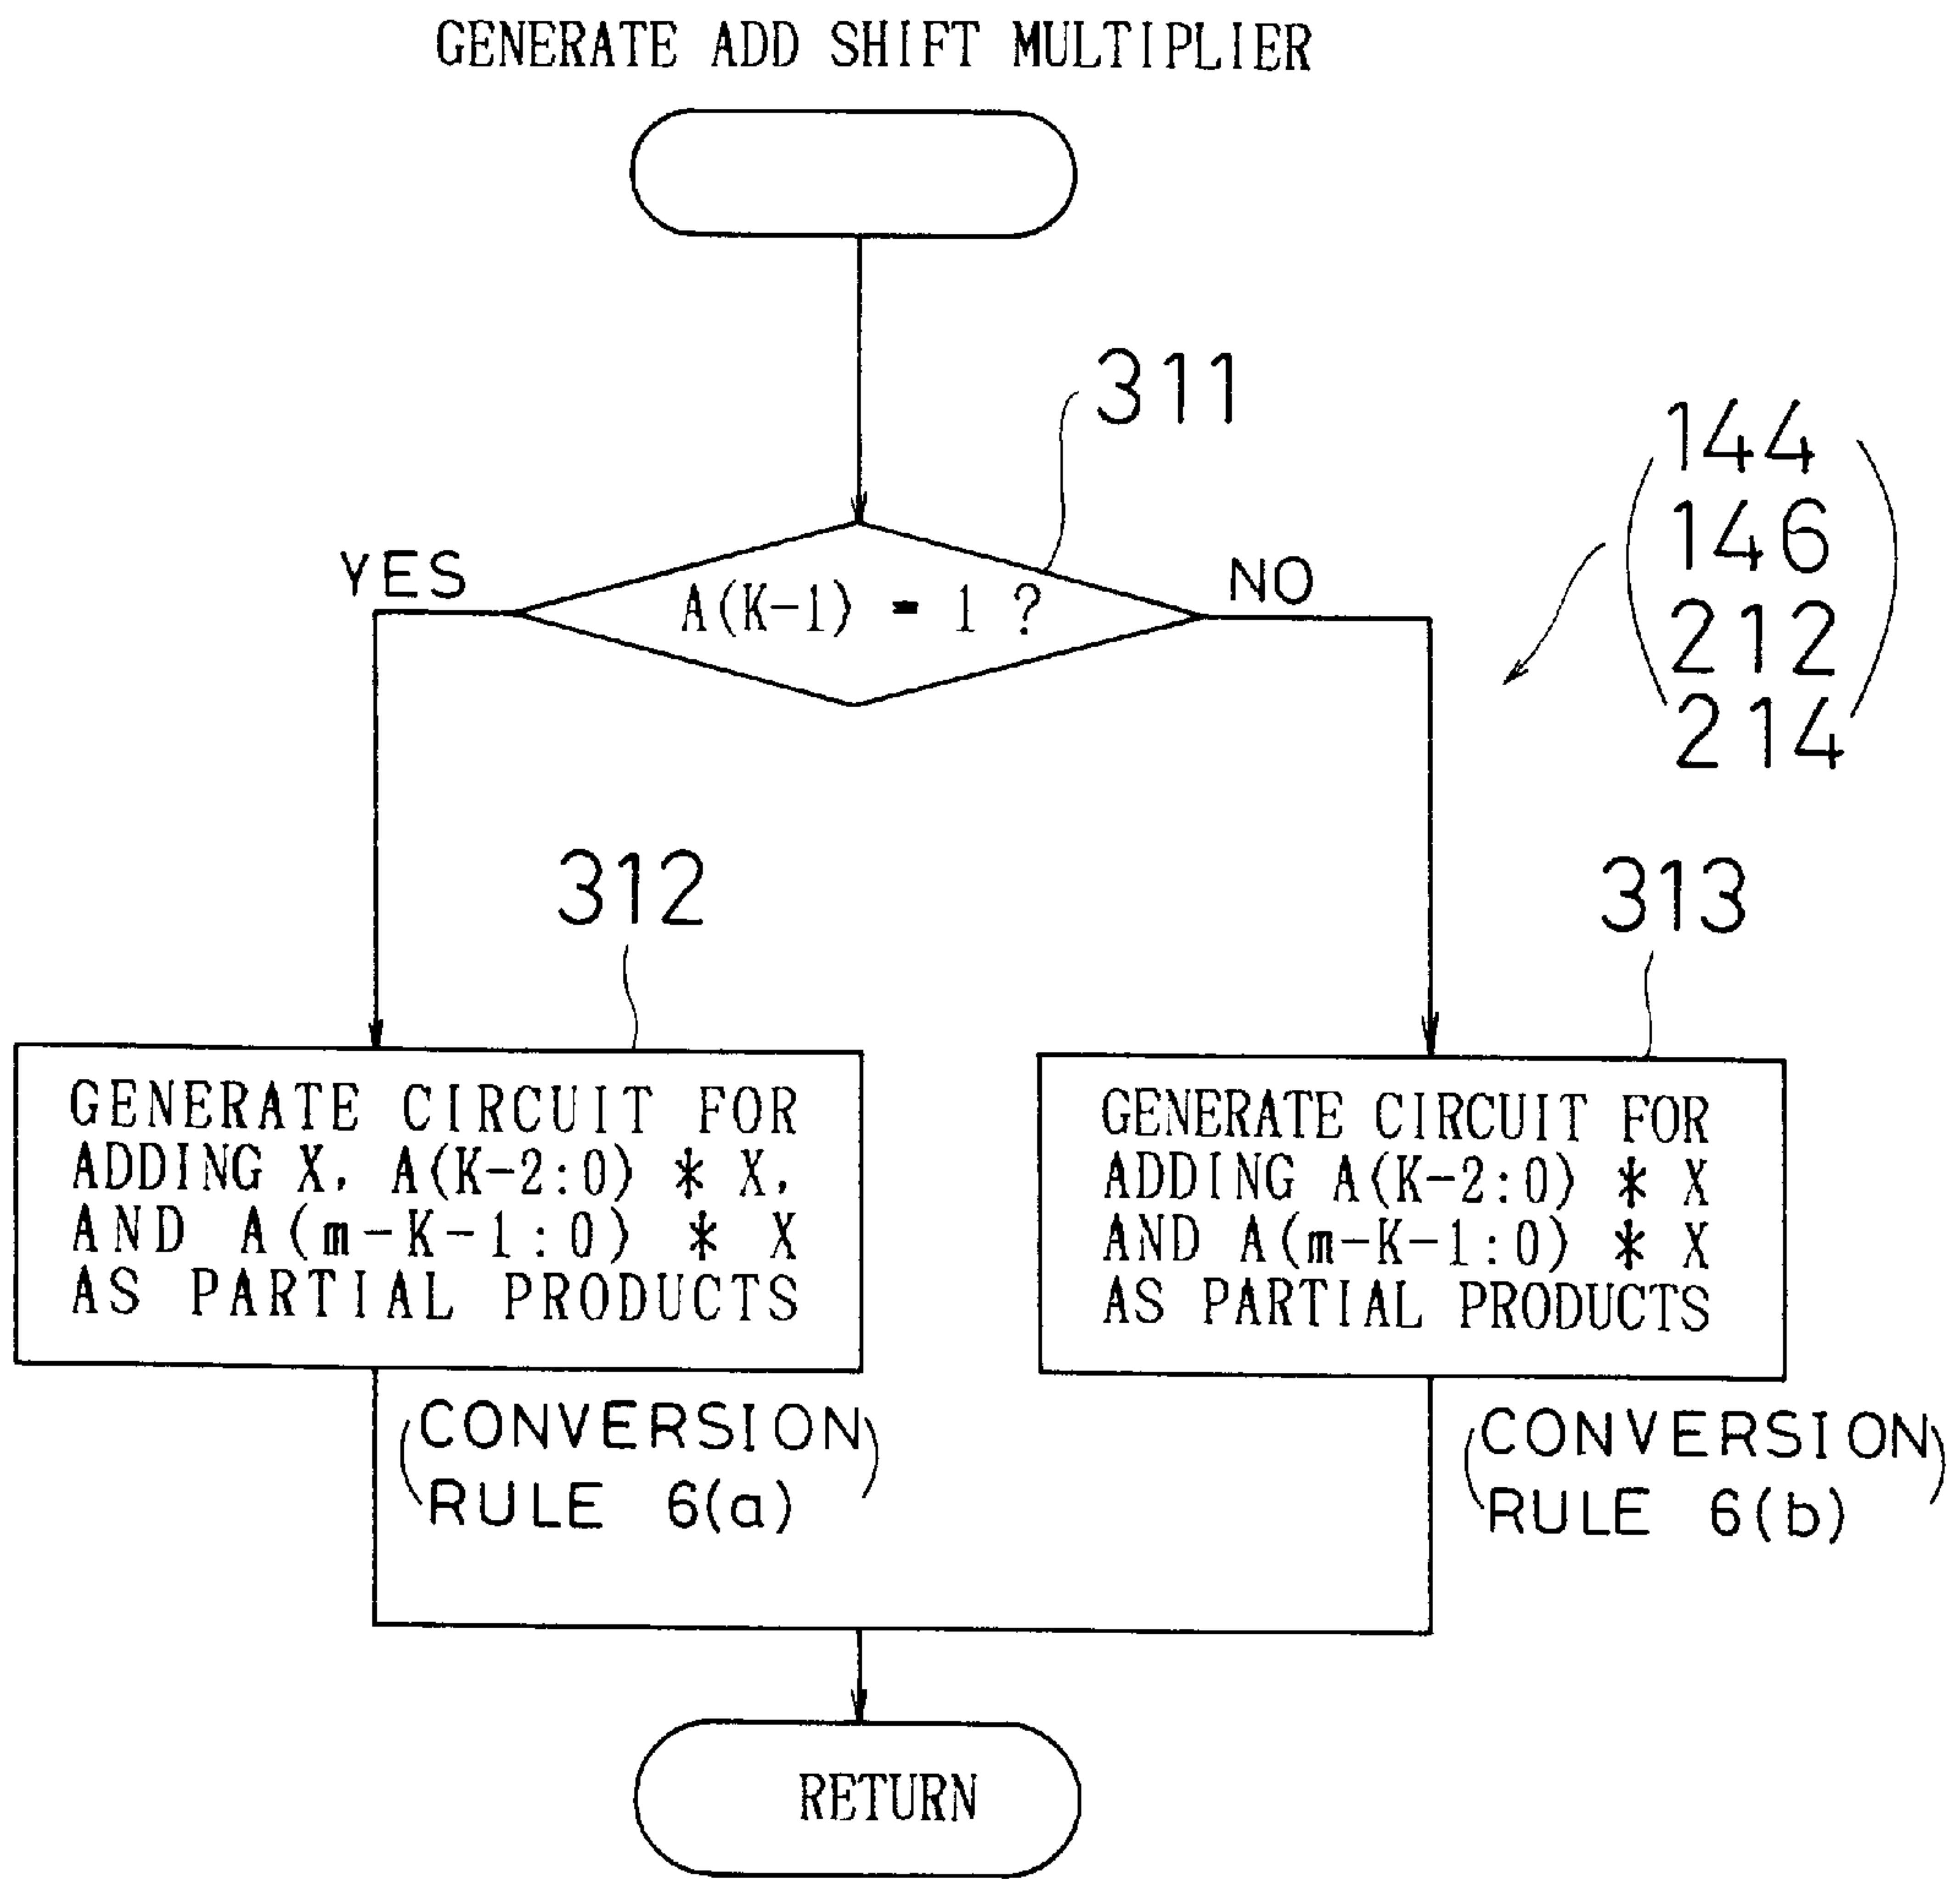 GENERATE ADD SHIFT MULTIPLIER
311
144
146
212
214
YES
A(K-1) = 1 ?
NO
312
313
GENERATE CIRCUIT FOR
ADDING X, A(K-2:0) * X,
AND A(m-K-1:0) * X
AS PARTIAL PRODUCTS
GENERATE CIRCUIT FOR
ADDING A(K-2:0) * X
AND A(m-K-1:0) * X
AS PARTIAL PRODUCTS
(CONVERSION
RULE 6(a))
(CONVERSION
RULE 6(b))
RETURN